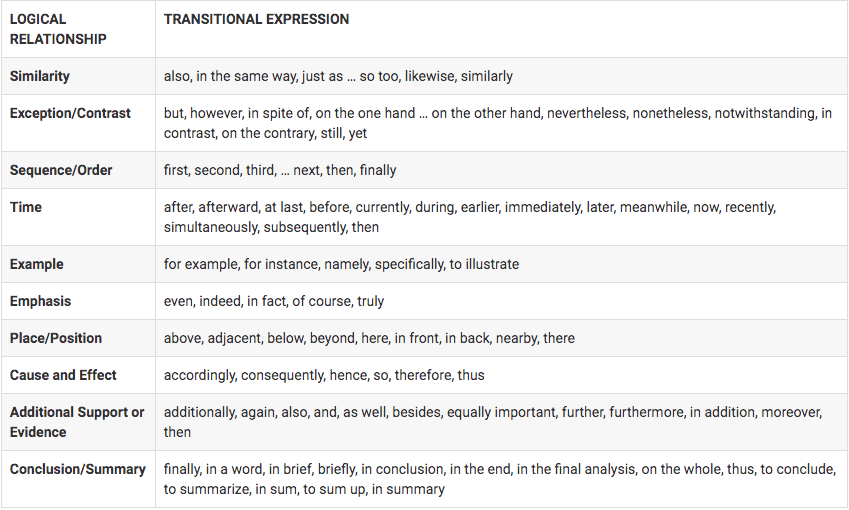 LOGICAL
RELATIONSHIP
TRANSITIONAL EXPRESSION
Similarity
also, in the same way, just as ... so too, likewise, similarly
Exception/Contrast
but, however, in spite of, on the one hand ... on the other hand, nevertheless, nonetheless, notwithstanding, in
contrast, on the contrary, still, yet
Sequence/Order
first, second, third, ... next, then, finally
Time
after, afterward, at last, before, currently, during, earlier, immediately, later, meanwhile, now, recently,
simultaneously, subsequently, then
Example
for example, for instance, namely, specifically, to illustrate
Emphasis
even, indeed, in fact, of course, truly
Place/Position
above, adjacent, below, beyond, here, in front, in back, nearby, there
Cause and Effect
accordingly, consequently, hence, so, therefore, thus
Additional Support or
Evidence
additionally, again, also, and, as well, besides, equally important, further, furthermore, in addition, moreover,
then
Conclusion/Summary
finally, in a word, in brief, briefly, in conclusion, in the end, in the final analysis, on the whole, thus, to conclude,
to summarize, in sum, to sum up, in summary